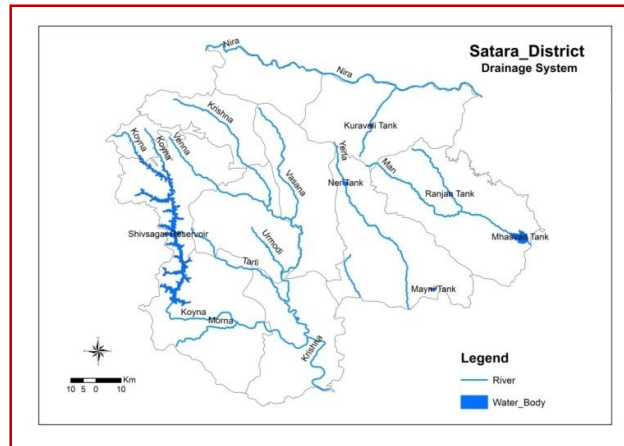 Satara_District
Drainage System
Nira
Nira
Krishna
Koyna
Koyna
Venna
Vasana
Kuravali Tank
Yerla
Man
Ner Tank
Ranjan Tank
Shivsagar Reservoir
Urmodi
Tarli
Mhasvad Tank
Mayni Tank
Koyna
Morna
Krishna
10 5 0 10 Km
Legend
River
Water_Body